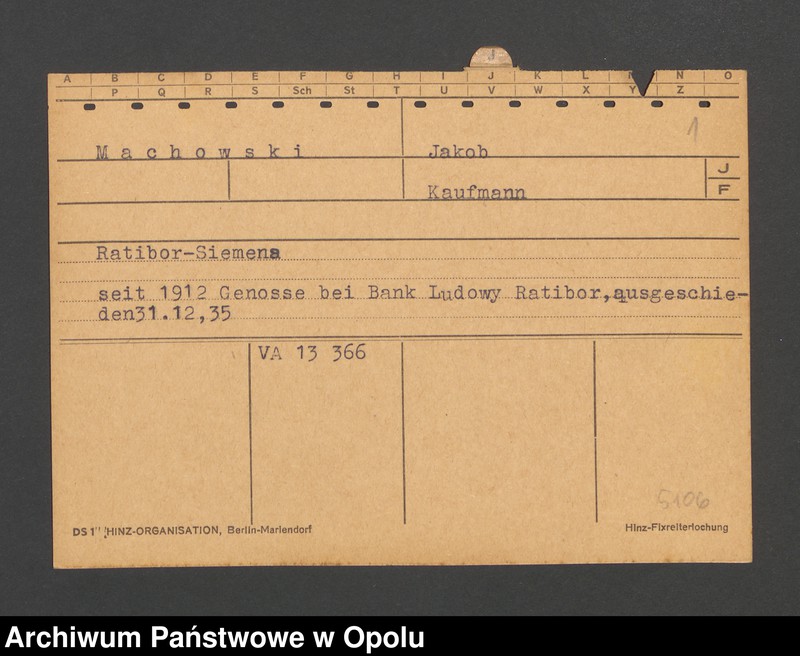 J
A B C D E F G H I J K L N O
P Q R S Sch St T U V W X Y Z
1
Machowski Jakob
J
Kaufmann F
Ratibor-Siemens
seit 1912 Genosse bei Bank Ludowy Ratibor, ausgeschie-
den31.12,35
VA 13 366
5106
DS 1" HINZ-ORGANISATION, Berlin-Mariendorf Hinz-Fixreiterlochung
Archiwum Państwowe w Opolu